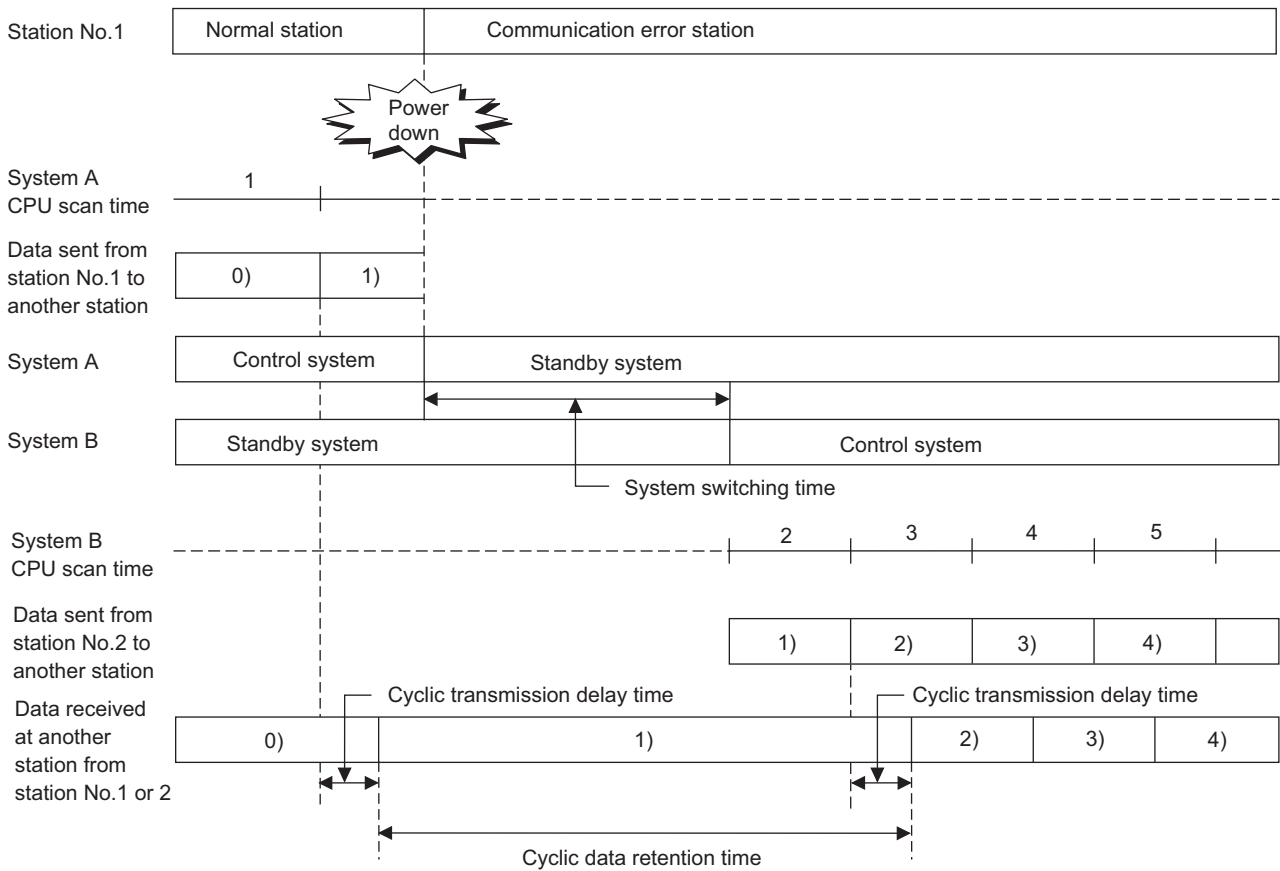 Station No.1
Normal station
Communication error station
Power
down
System A
CPU scan time
1
Data sent from
station No.1 to
another station
0)
1)
System A
Control system
Standby system
System B
Standby system
Control system
System switching time
System B
CPU scan time
2
3
4
5
Data sent from
station No.2 to
another station
1)
2)
3)
4)
Cyclic transmission delay time
Cyclic transmission delay time
Data received
at another
station from
station No.1 or 2
0)
1)
2)
3)
4)
Cyclic data retention time